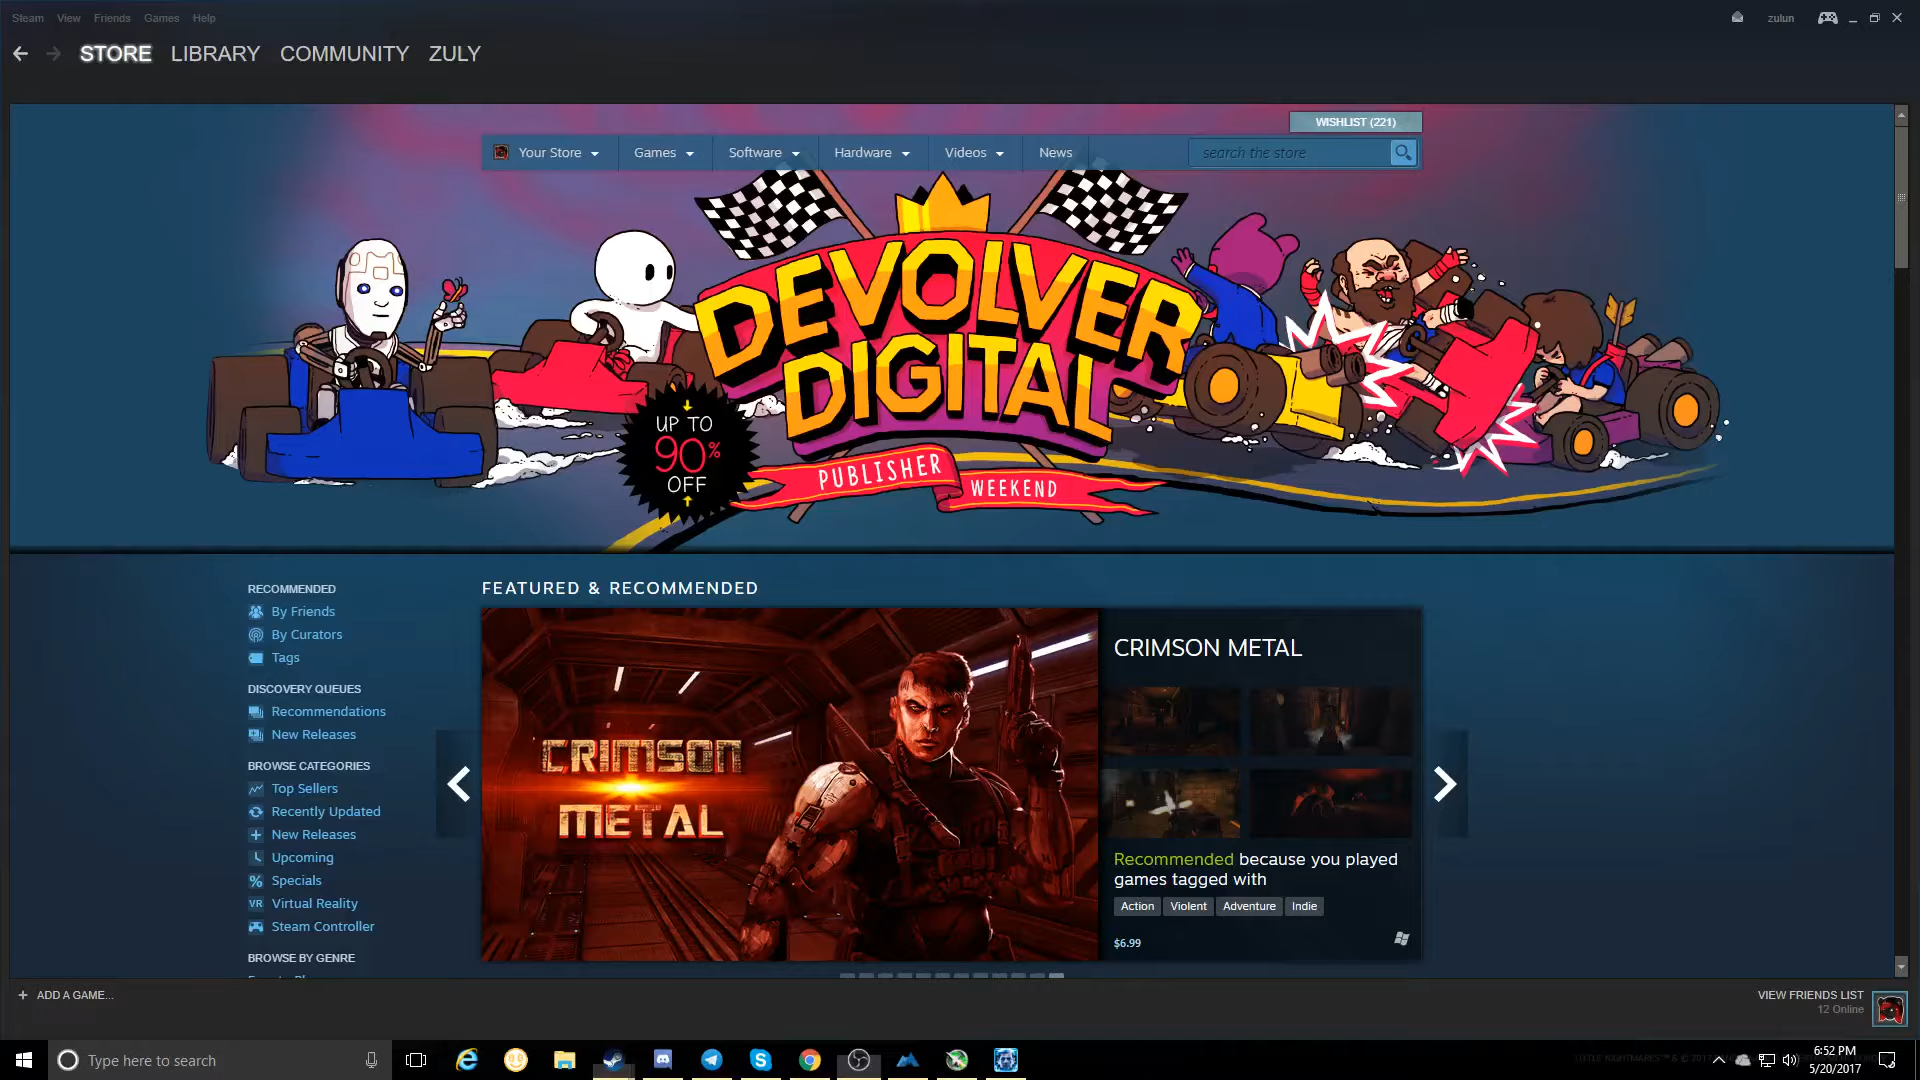 Steam View Friends Games Help
zulun
STORE LIBRARY COMMUNITY ZULY
WISHLIST (221)
Your Store Games Software Hardware Videos News
search the store
DEVOLVER
DIGITAL
UP TO
90%
OFF
PUBLISHER
WEEKEND
RECOMMENDED
By Friends
By Curators
Tags
DISCOVERY QUEUES
Recommendations
New Releases
BROWSE CATEGORIES
Top Sellers
Recently Updated
New Releases
Upcoming
Specials
VR Virtual Reality
Steam Controller
BROWSE BY GENRE
FEATURED & RECOMMENDED
CRIMSON
METAL
CRIMSON METAL
Recommended because you played
games tagged with
Action Violent Adventure Indie
$6.99
+ ADD A GAME...
VIEW FRIENDS LIST
12 Online
Type here to search
6:52 PM
5/20/2017